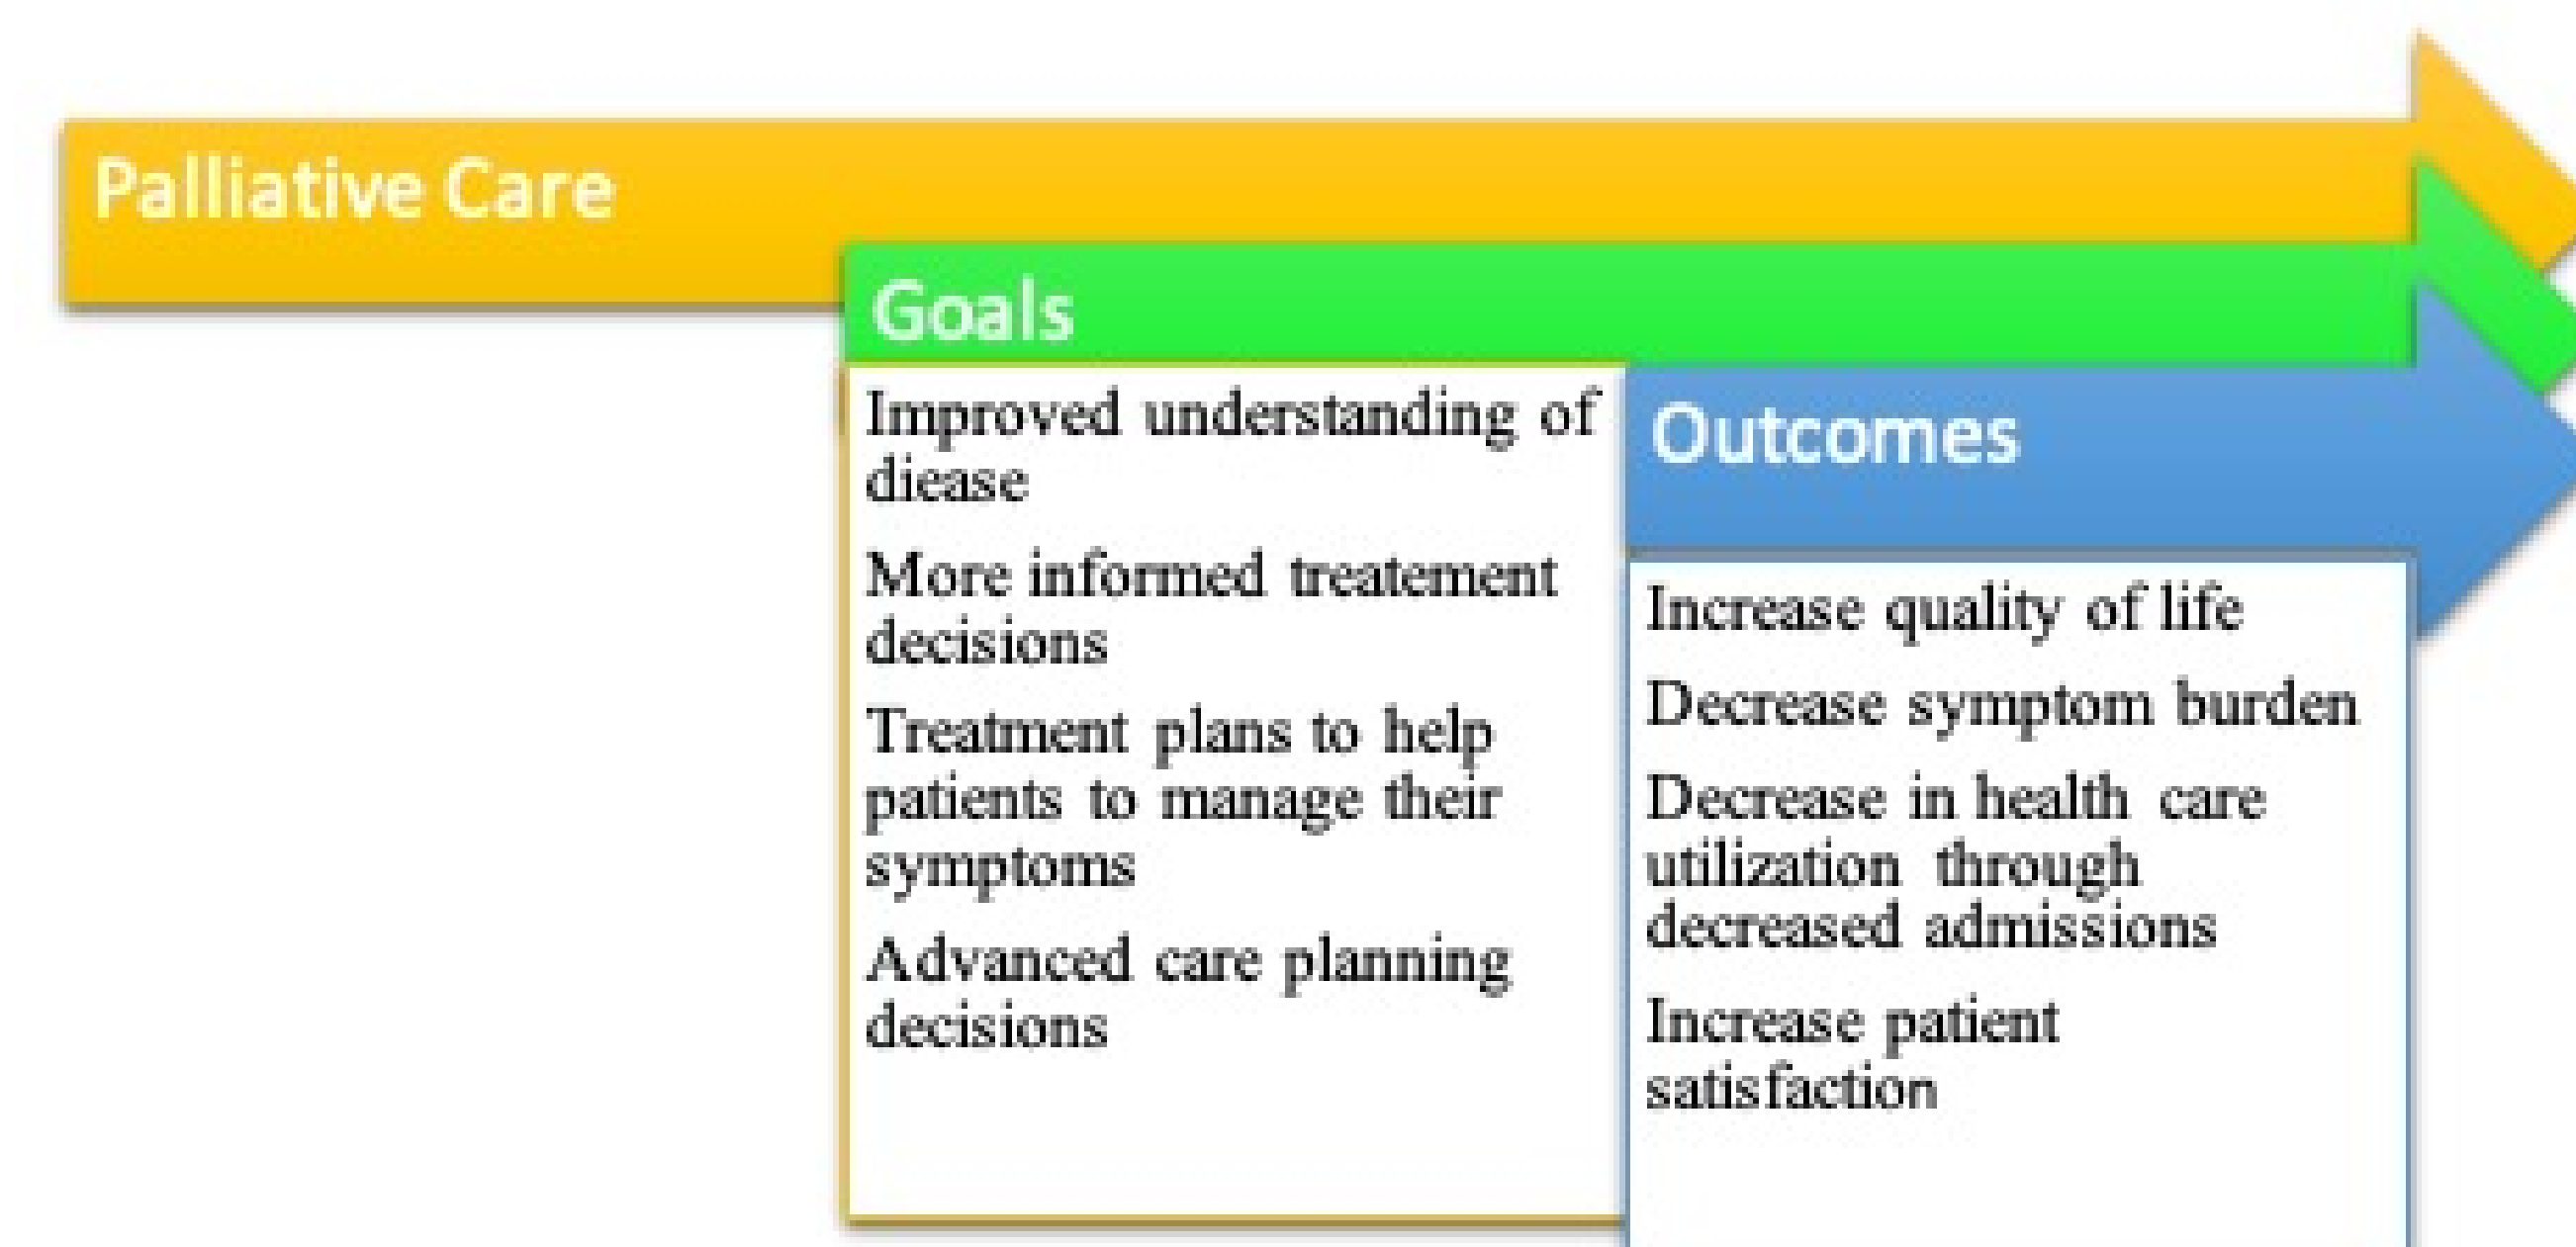 Palliative Care
Goals
Improved understanding of
diease
More informed treatement
decisions
Treatment plans to help
patients to manage their
symptoms
Advanced care planning
decisions
Outcomes
Increase quality of life
Decrease symptom burden
Decrease in health care
utilization through
decreased admissions
Increase patient
satisfaction